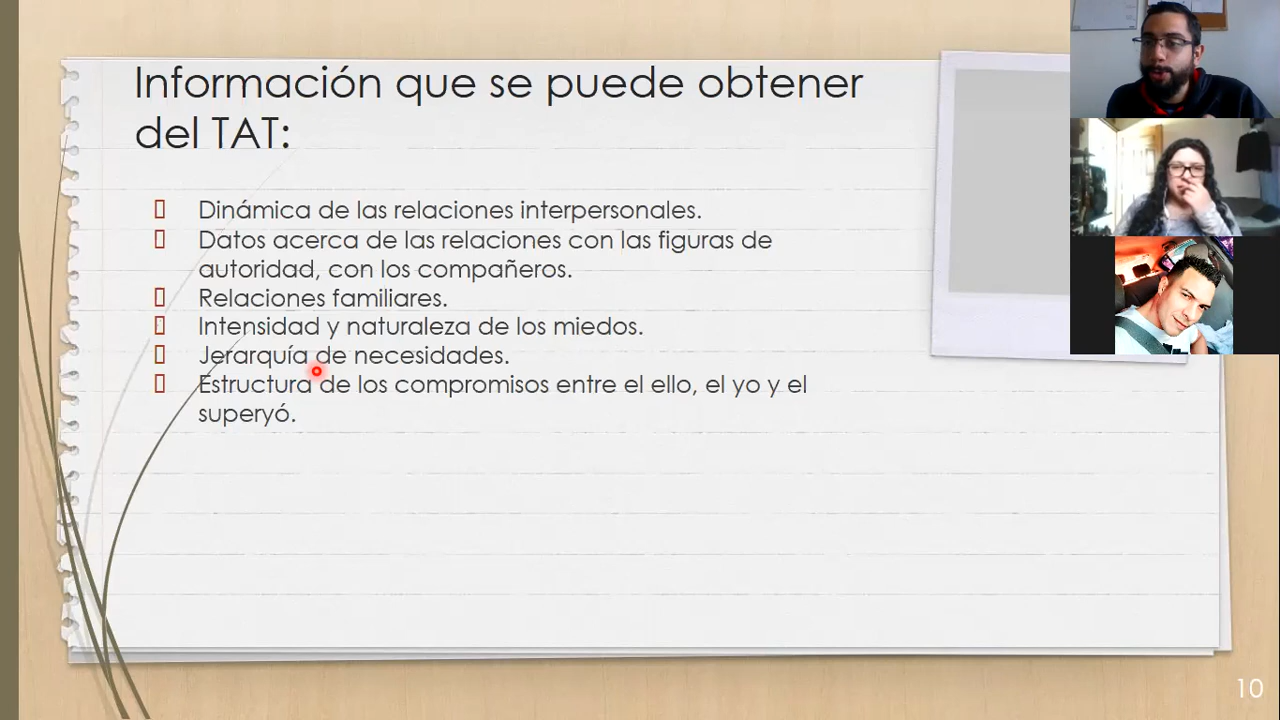 Información que se puede obtener
del TAT:
Dinámica de las relaciones interpersonales.
Datos acerca de las relaciones con las figuras de
autoridad, con los compañeros.
Relaciones familiares.
Intensidad y naturaleza de los miedos.
Jerarquía de necesidades.
Estructura de los compromisos entre el ello, el yo y el
superyó.
10